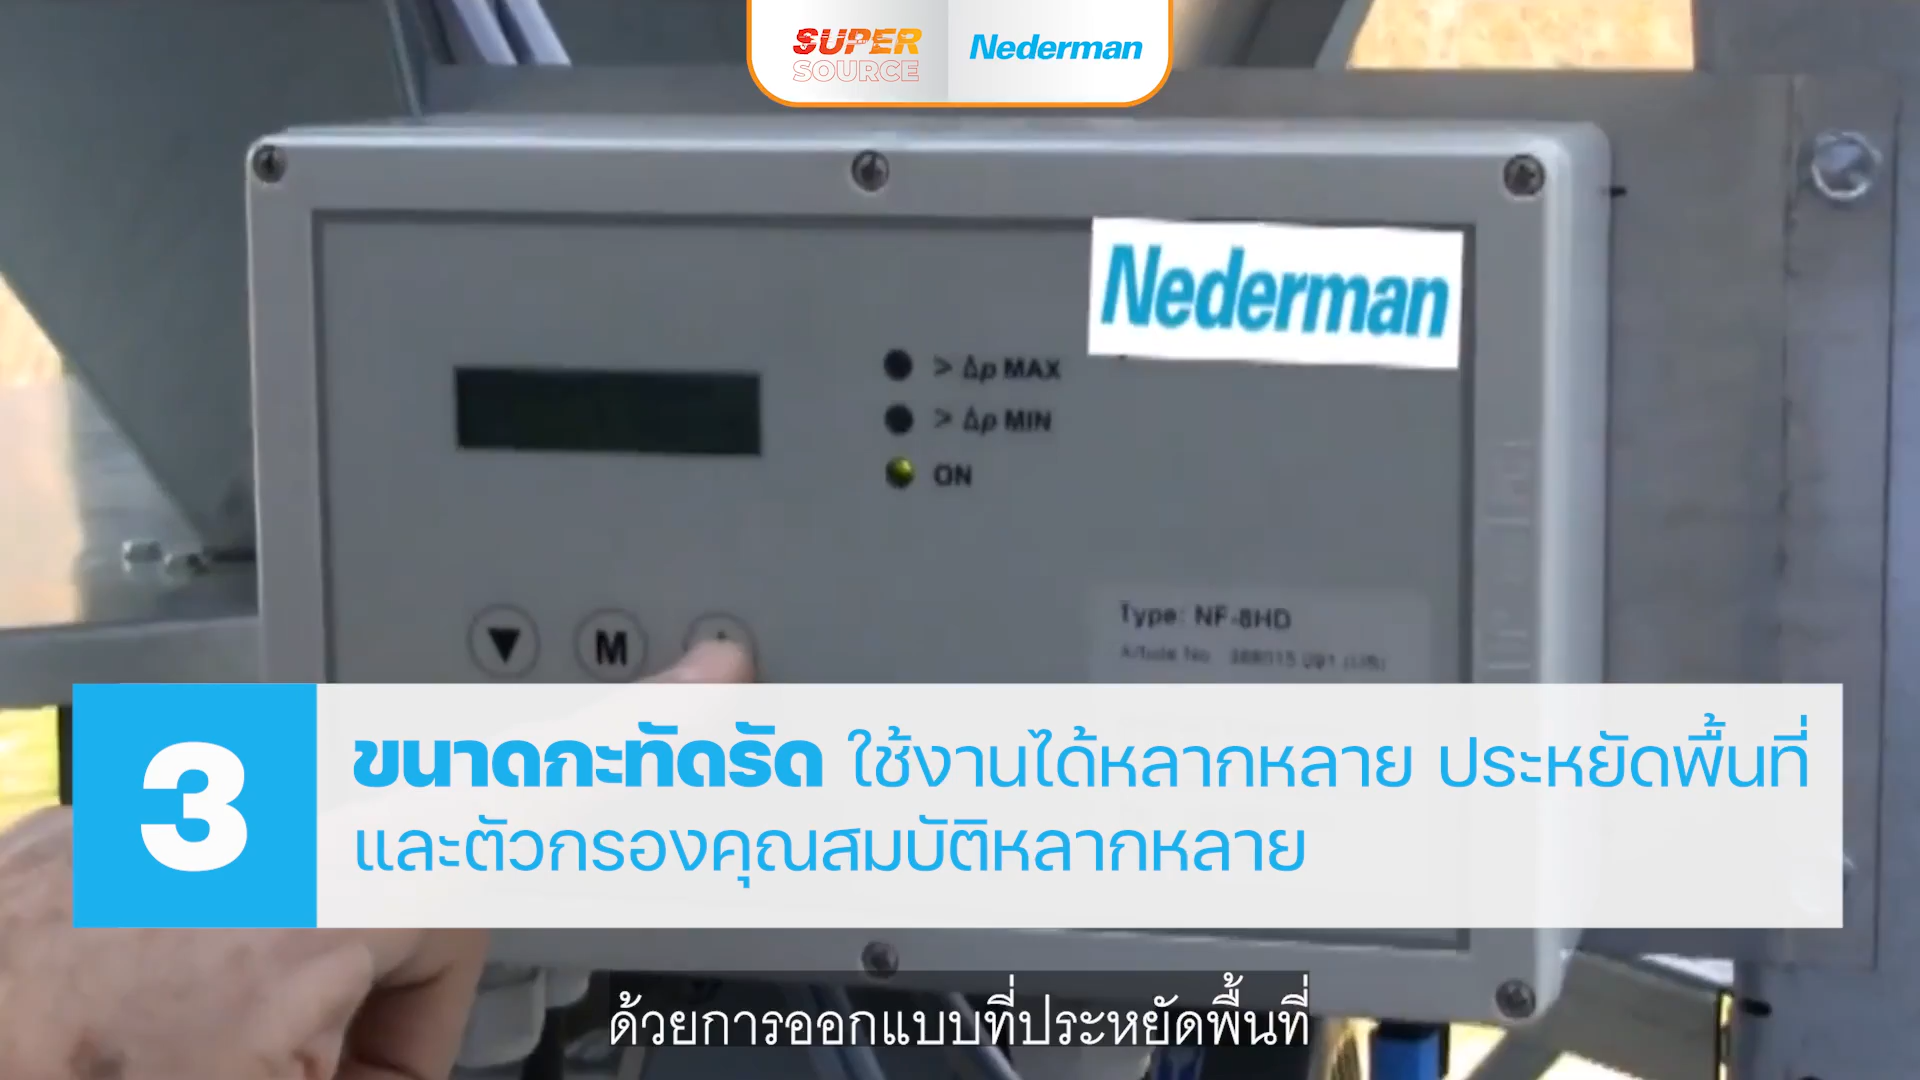 SUPER
SOURCE
Nederman
Nederman
> Δp MAX
> Δp MIN
ON
Type: NF-8HD
▼ M
3
ขนาดกะทัดรัด ใช้งานได้หลากหลาย ประหยัดพื้นที่
และตัวกรองคุณสมบัติหลากหลาย
ด้วยการออกแบบที่ประหยัดพื้นที่